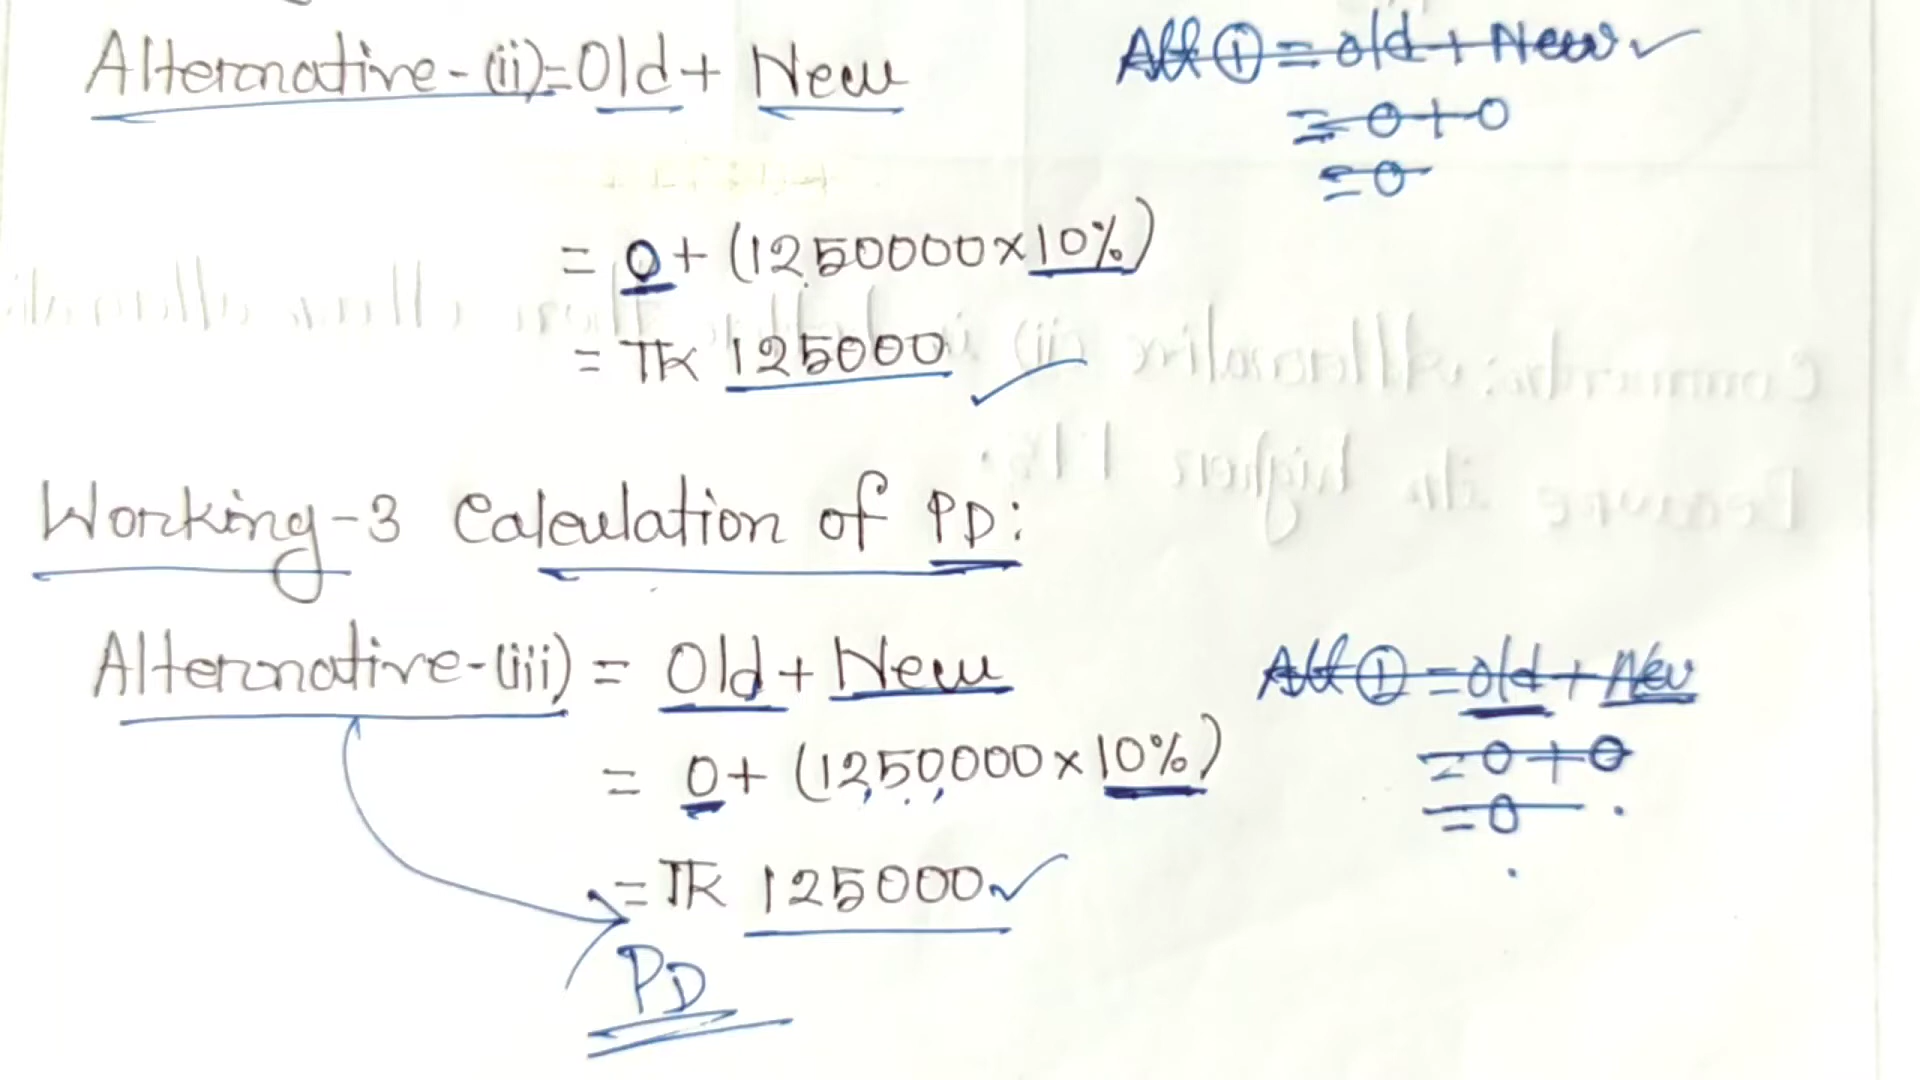 Alternative-(ii)=Old+ New
Alt ① = old + New ✓
= 0 + 0
= 0
= 0 + (1250000×10%)
= TK 125000 ✓
Working-3 Calculation of PD:
Alternative-(iii) = Old + New
Alt ① = old + New
= 0 + (1250000×10%)
= 0 + 0
= 0
= TK 125000 ✓
PD